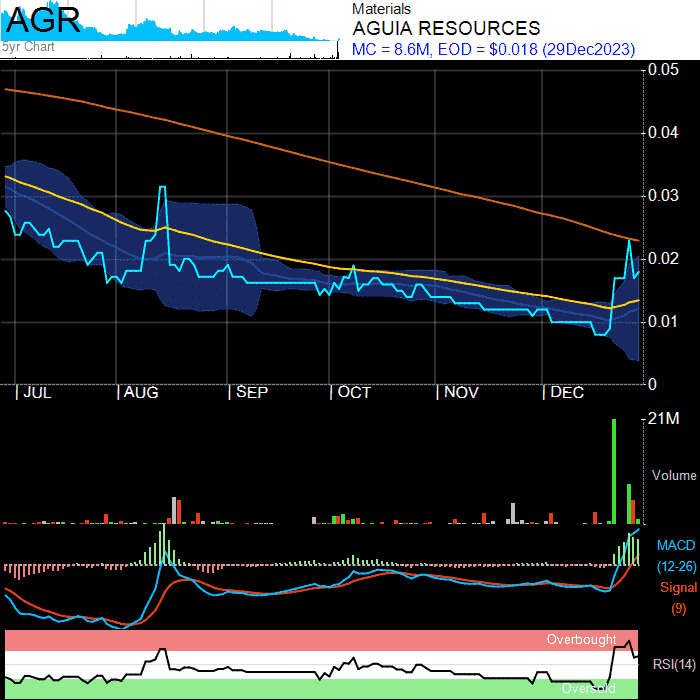 AGR
5yr Chart
Materials
AGUIA RESOURCES
MC = 8.6M, EOD = $0.018 (29Dec2023)
0.05
0.04
0.03
0.02
0.01
0
JUL AUG SEP OCT NOV DEC
21M
Volume
MACD
(12-26)
Signal
(9)
Overbought
RSI(14)
Oversold